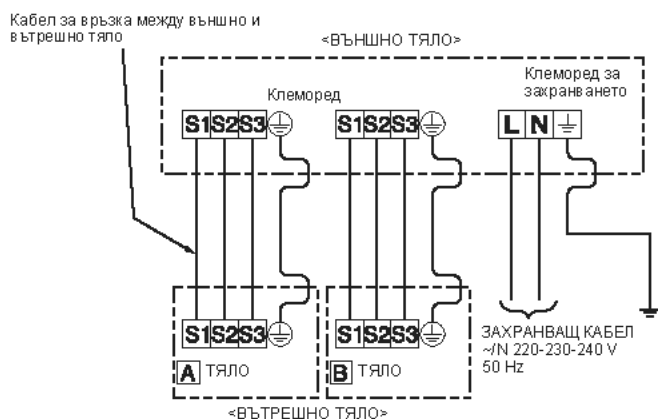 Кабел за връзка между външно и
вътрешно тяло
<ВЪНШНО ТЯЛО>
Клеморед
Клеморед за
захранването
S1 S2 S3
S1 S2 S3
L N
S1 S2 S3
S1 S2 S3
A ТЯЛО
B ТЯЛО
ЗАХРАНВАЩ КАБЕЛ
~/N 220-230-240 V
50 Hz
<ВЪТРЕШНО ТЯЛО>